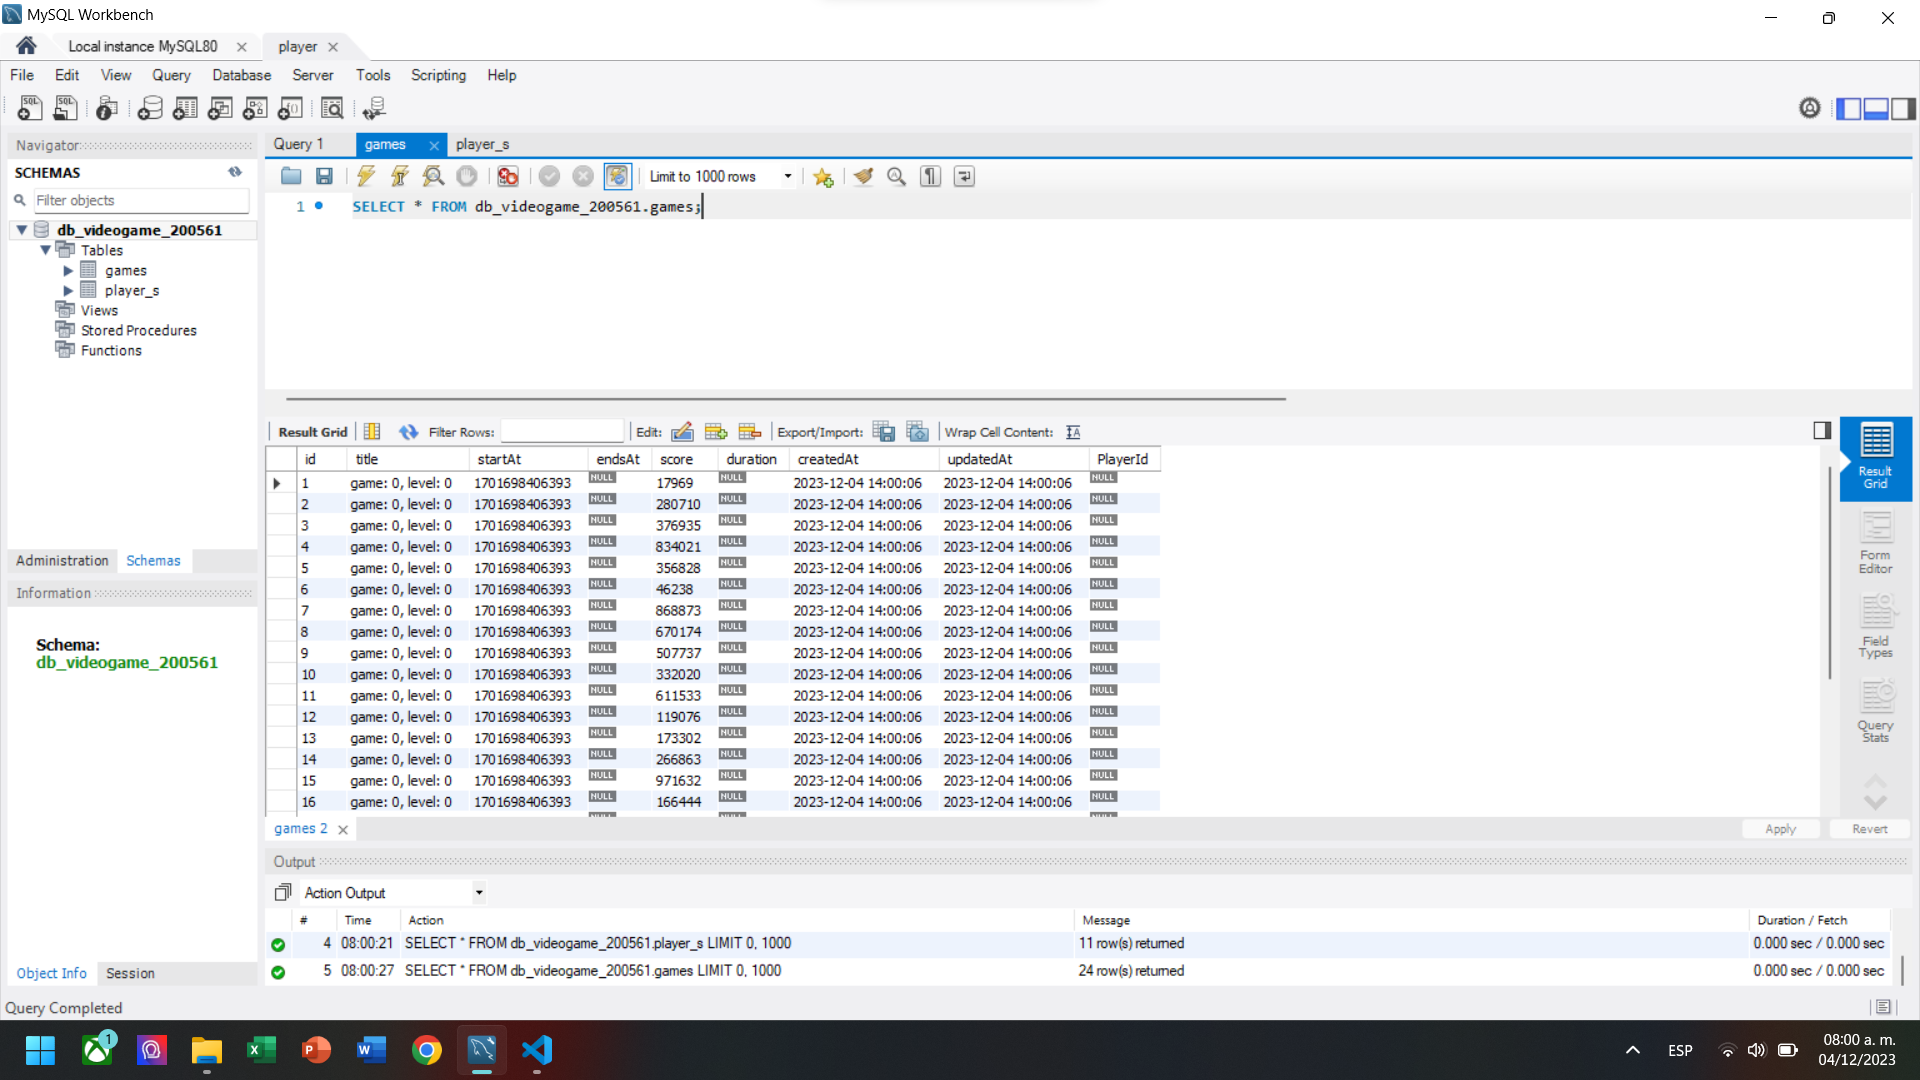 MySQL Workbench
Local instance MySQL80
player
File Edit View Query Database Server Tools Scripting Help
Navigator
SCHEMAS
Filter objects
db_videogame_200561
Tables
games
player_s
Views
Stored Procedures
Functions
Administration Schemas
Information
Schema:
db_videogame_200561
Object Info Session
Query 1 games player_s
Limit to 1000 rows
1 SELECT * FROM db_videogame_200561.games;
Result Grid Filter Rows: Edit: Export/Import: Wrap Cell Content:
id title startAt endsAt score duration createdAt updatedAt PlayerId
1 game: 0, level: 0 1701698406393 NULL 17969 NULL 2023-12-04 14:00:06 2023-12-04 14:00:06 NULL
2 game: 0, level: 0 1701698406393 NULL 280710 NULL 2023-12-04 14:00:06 2023-12-04 14:00:06 NULL
3 game: 0, level: 0 1701698406393 NULL 376935 NULL 2023-12-04 14:00:06 2023-12-04 14:00:06 NULL
4 game: 0, level: 0 1701698406393 NULL 834021 NULL 2023-12-04 14:00:06 2023-12-04 14:00:06 NULL
5 game: 0, level: 0 1701698406393 NULL 356828 NULL 2023-12-04 14:00:06 2023-12-04 14:00:06 NULL
6 game: 0, level: 0 1701698406393 NULL 46238 NULL 2023-12-04 14:00:06 2023-12-04 14:00:06 NULL
7 game: 0, level: 0 1701698406393 NULL 868873 NULL 2023-12-04 14:00:06 2023-12-04 14:00:06 NULL
8 game: 0, level: 0 1701698406393 NULL 670174 NULL 2023-12-04 14:00:06 2023-12-04 14:00:06 NULL
9 game: 0, level: 0 1701698406393 NULL 507737 NULL 2023-12-04 14:00:06 2023-12-04 14:00:06 NULL
10 game: 0, level: 0 1701698406393 NULL 332020 NULL 2023-12-04 14:00:06 2023-12-04 14:00:06 NULL
11 game: 0, level: 0 1701698406393 NULL 611533 NULL 2023-12-04 14:00:06 2023-12-04 14:00:06 NULL
12 game: 0, level: 0 1701698406393 NULL 119076 NULL 2023-12-04 14:00:06 2023-12-04 14:00:06 NULL
13 game: 0, level: 0 1701698406393 NULL 173302 NULL 2023-12-04 14:00:06 2023-12-04 14:00:06 NULL
14 game: 0, level: 0 1701698406393 NULL 266863 NULL 2023-12-04 14:00:06 2023-12-04 14:00:06 NULL
15 game: 0, level: 0 1701698406393 NULL 971632 NULL 2023-12-04 14:00:06 2023-12-04 14:00:06 NULL
16 game: 0, level: 0 1701698406393 NULL 166444 NULL 2023-12-04 14:00:06 2023-12-04 14:00:06 NULL
Result
Grid
Form
Editor
Field
Types
Query
Stats
games 2 Apply Revert
Output
Action Output
# Time Action Message Duration / Fetch
4 08:00:21 SELECT * FROM db_videogame_200561.player_s LIMIT 0, 1000 11 row(s) returned 0.000 sec / 0.000 sec
5 08:00:27 SELECT * FROM db_videogame_200561.games LIMIT 0, 1000 24 row(s) returned 0.000 sec / 0.000 sec
Query Completed
1
ESP
08:00 a. m.
04/12/2023